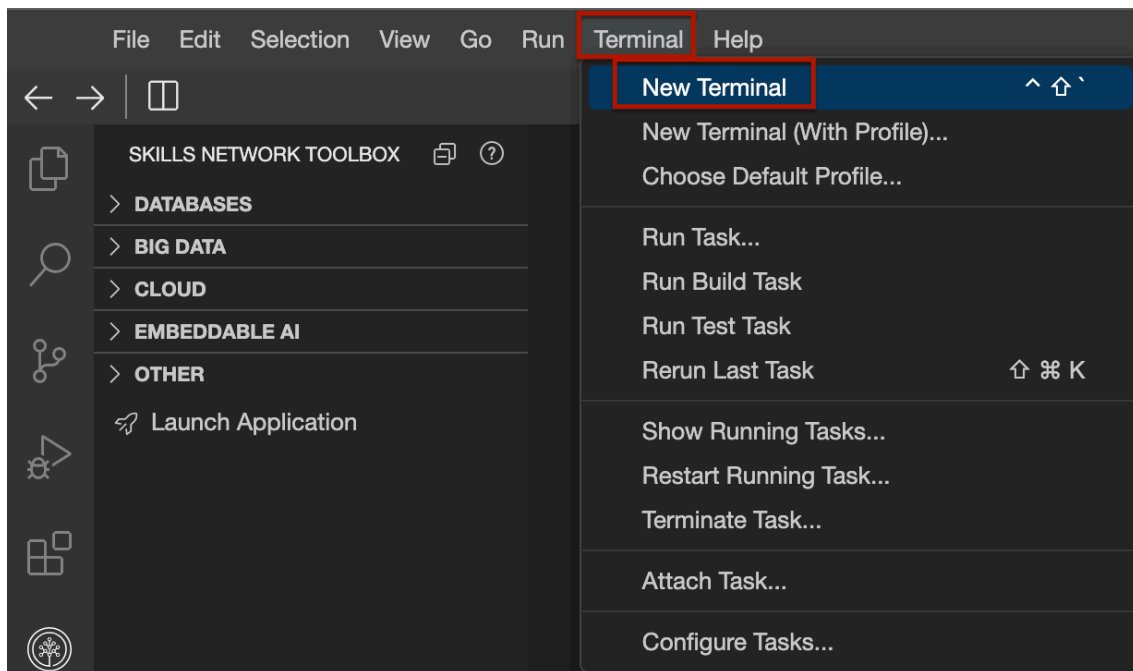 File Edit Selection View Go Run Terminal Help
New Terminal ^ ⇧ `
New Terminal (With Profile)...
Choose Default Profile...
Run Task...
Run Build Task
Run Test Task
Rerun Last Task ⇧ ⌘ K
Show Running Tasks...
Restart Running Task...
Terminate Task...
Attach Task...
Configure Tasks...
SKILLS NETWORK TOOLBOX
DATABASES
BIG DATA
CLOUD
EMBEDDABLE AI
OTHER
Launch Application